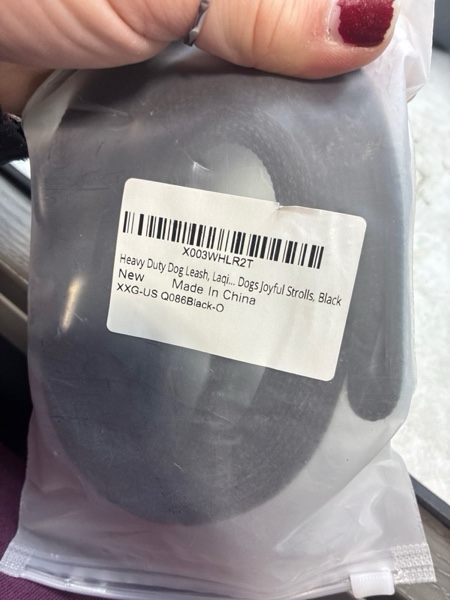 X003WHLR2T
Heavy Duty Dog Leash, Laqi... Dogs Joyful Strolls, Black
New Made In China
XXG-US Q086Black-O